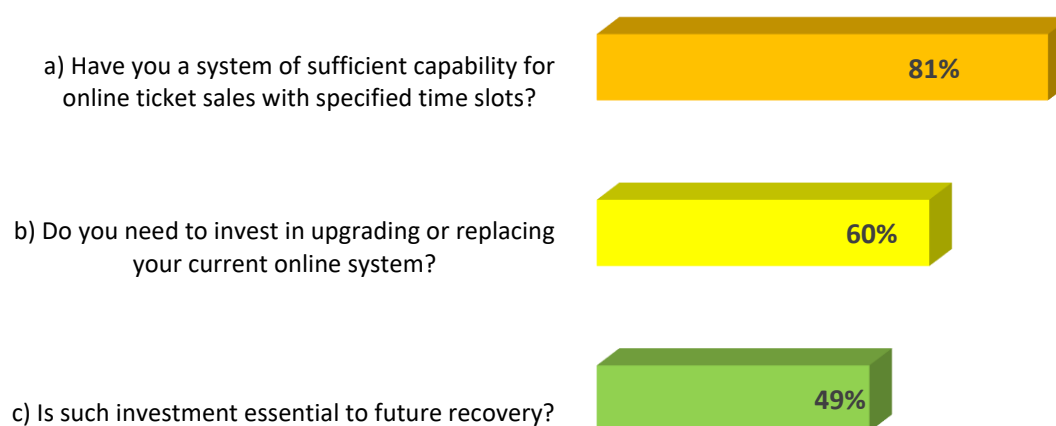 a) Have you a system of sufficient capability for
online ticket sales with specified time slots?
81%
b) Do you need to invest in upgrading or replacing
your current online system?
60%
c) Is such investment essential to future recovery?
49%